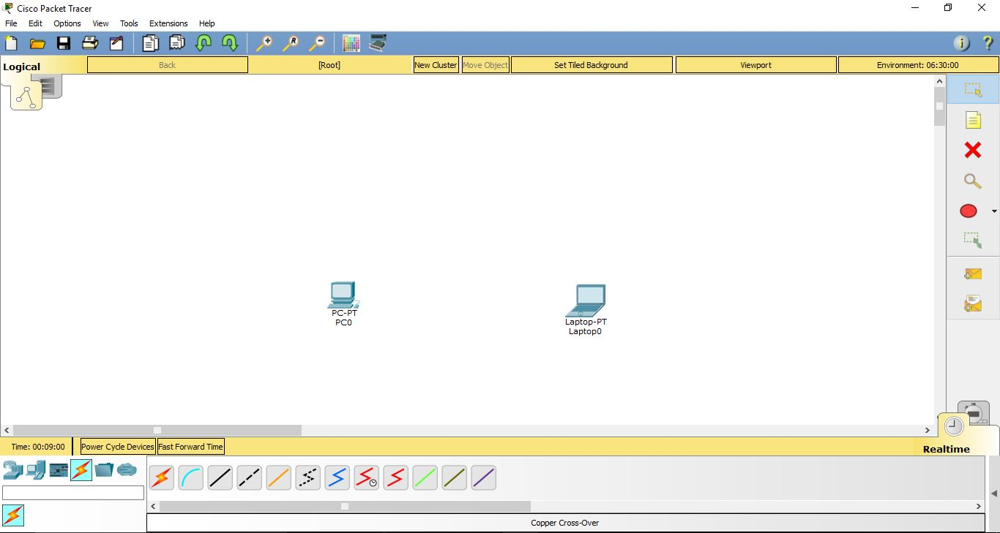 Cisco Packet Tracer
File Edit Options View Tools Extensions Help
R i ?
Logical Back [Root] New Cluster Move Object Set Tiled Background Viewport Environment: 06:30:00
PC-PT
PC0
Laptop-PT
Laptop0
Time: 00:09:00 Power Cycle Devices Fast Forward Time
Realtime
Copper Cross-Over